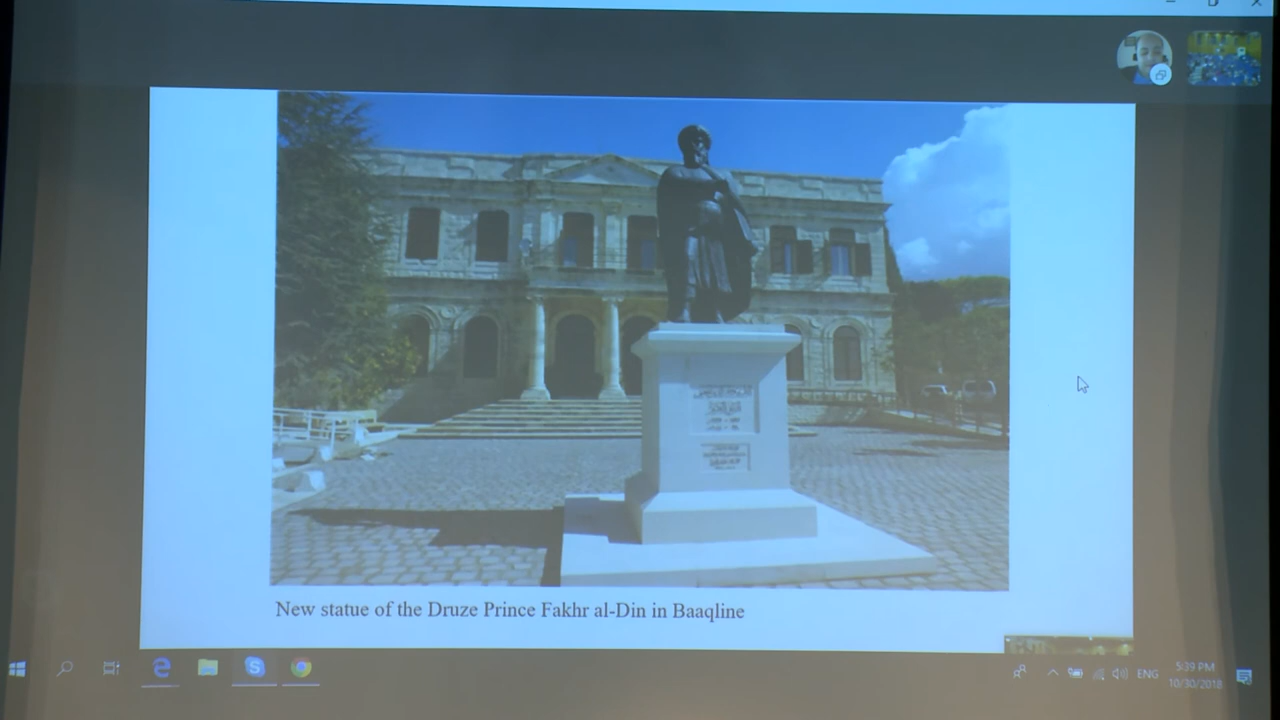 New statue of the Druze Prince Fakhr al-Din in Baaqline
ENG
5:39 PM
10/30/2018